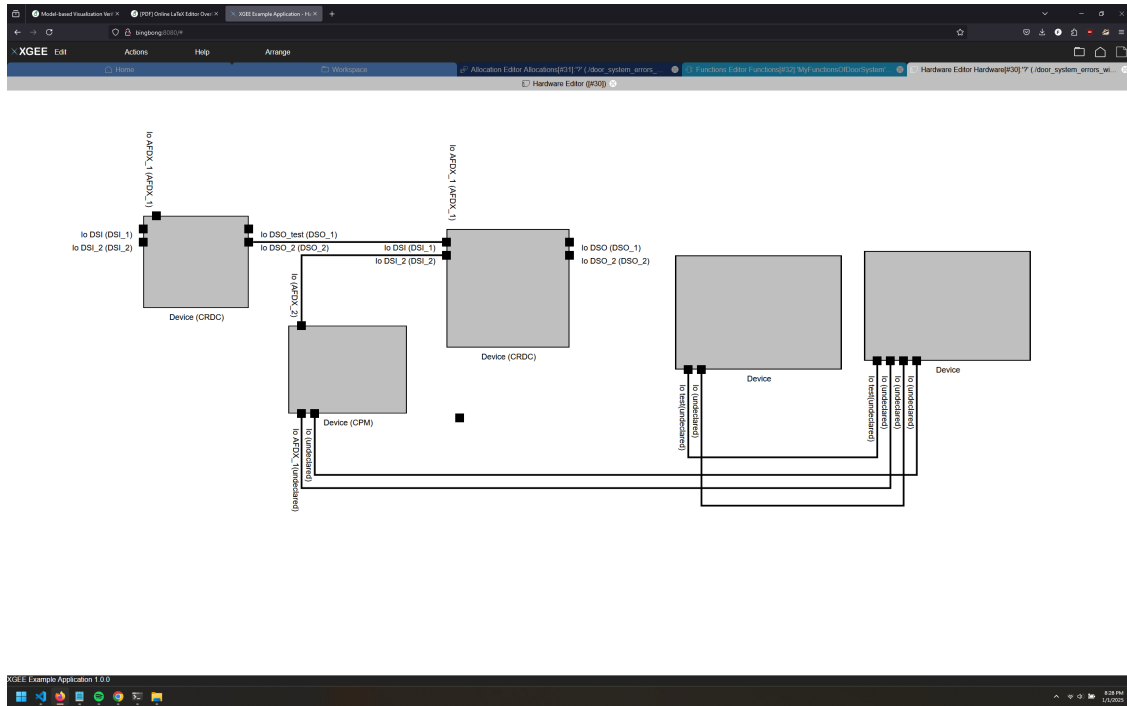 Model-based Visualization Veri ×
[PDF] Online LaTeX Editor Over ×
XGEE Example Application - Ha ×
bingbong:8080/#
XGEE Edit Actions Help Arrange
Home
Workspace
Allocation Editor Allocations[#31] '?' (./door_system_errors_...
Functions Editor Functions[#32] 'MyFunctionsOfDoorSystem' ...
Hardware Editor Hardware[#30] '?' (./door_system_errors_wi...
Hardware Editor ([#30])
Io AFDX_1 (AFDX_1)
Io AFDX_1 (AFDX_1)
Io DSI (DSI_1)
Io DSI_2 (DSI_2)
Io DSO_test (DSO_1)
Io DSO_2 (DSO_2)
Io DSI (DSI_1)
Io DSI_2 (DSI_2)
Io DSO (DSO_1)
Io DSO_2 (DSO_2)
Io (AFDX_2)
Device (CRDC)
Device (CRDC)
Device
Device
Device (CPM)
Io test(undeclared)
Io (undeclared)
Io test(undeclared)
Io (undeclared)
Io (undeclared)
Io (undeclared)
Io AFDX_1(undeclared)
Io (undeclared)
XGEE Example Application 1.0.0
8:28 PM
1/1/2025